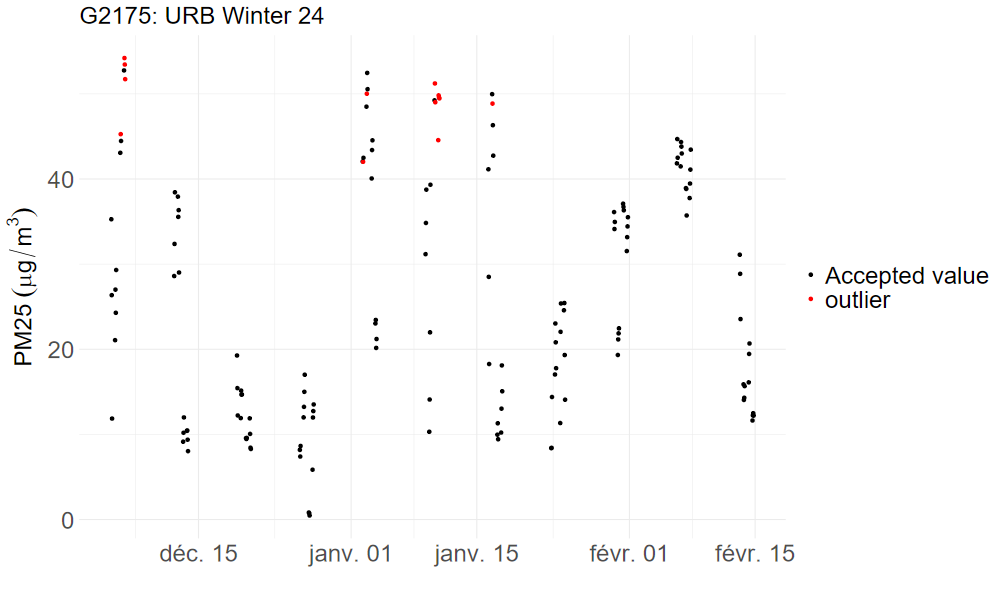 G2175: URB Winter 24
PM25 (μg/m³)
40
20
0
déc. 15
janv. 01
janv. 15
févr. 01
févr. 15
Accepted value
outlier